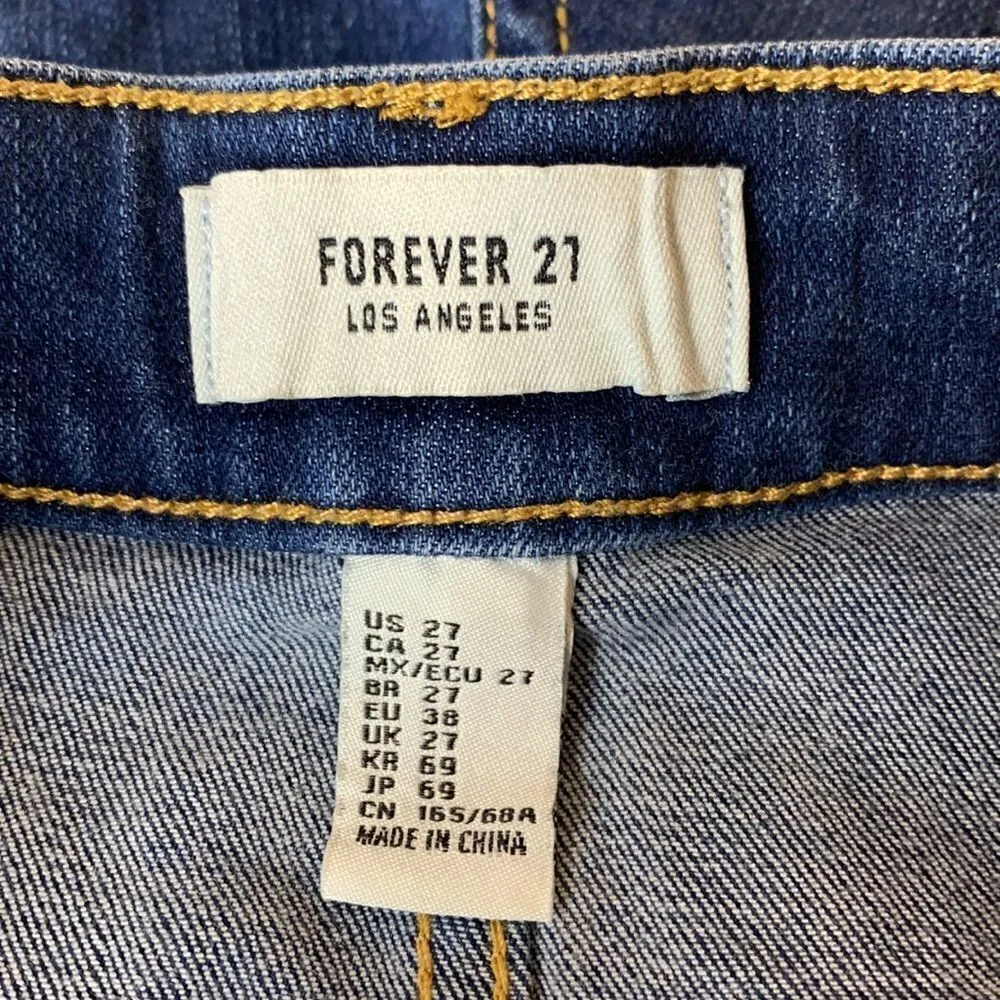 FOREVER 21
LOS ANGELES
US 27
CA 27
MX/ECU 27
BR 27
EU 38
UK 27
KR 69
JP 69
CN 165/68A
MADE IN CHINA